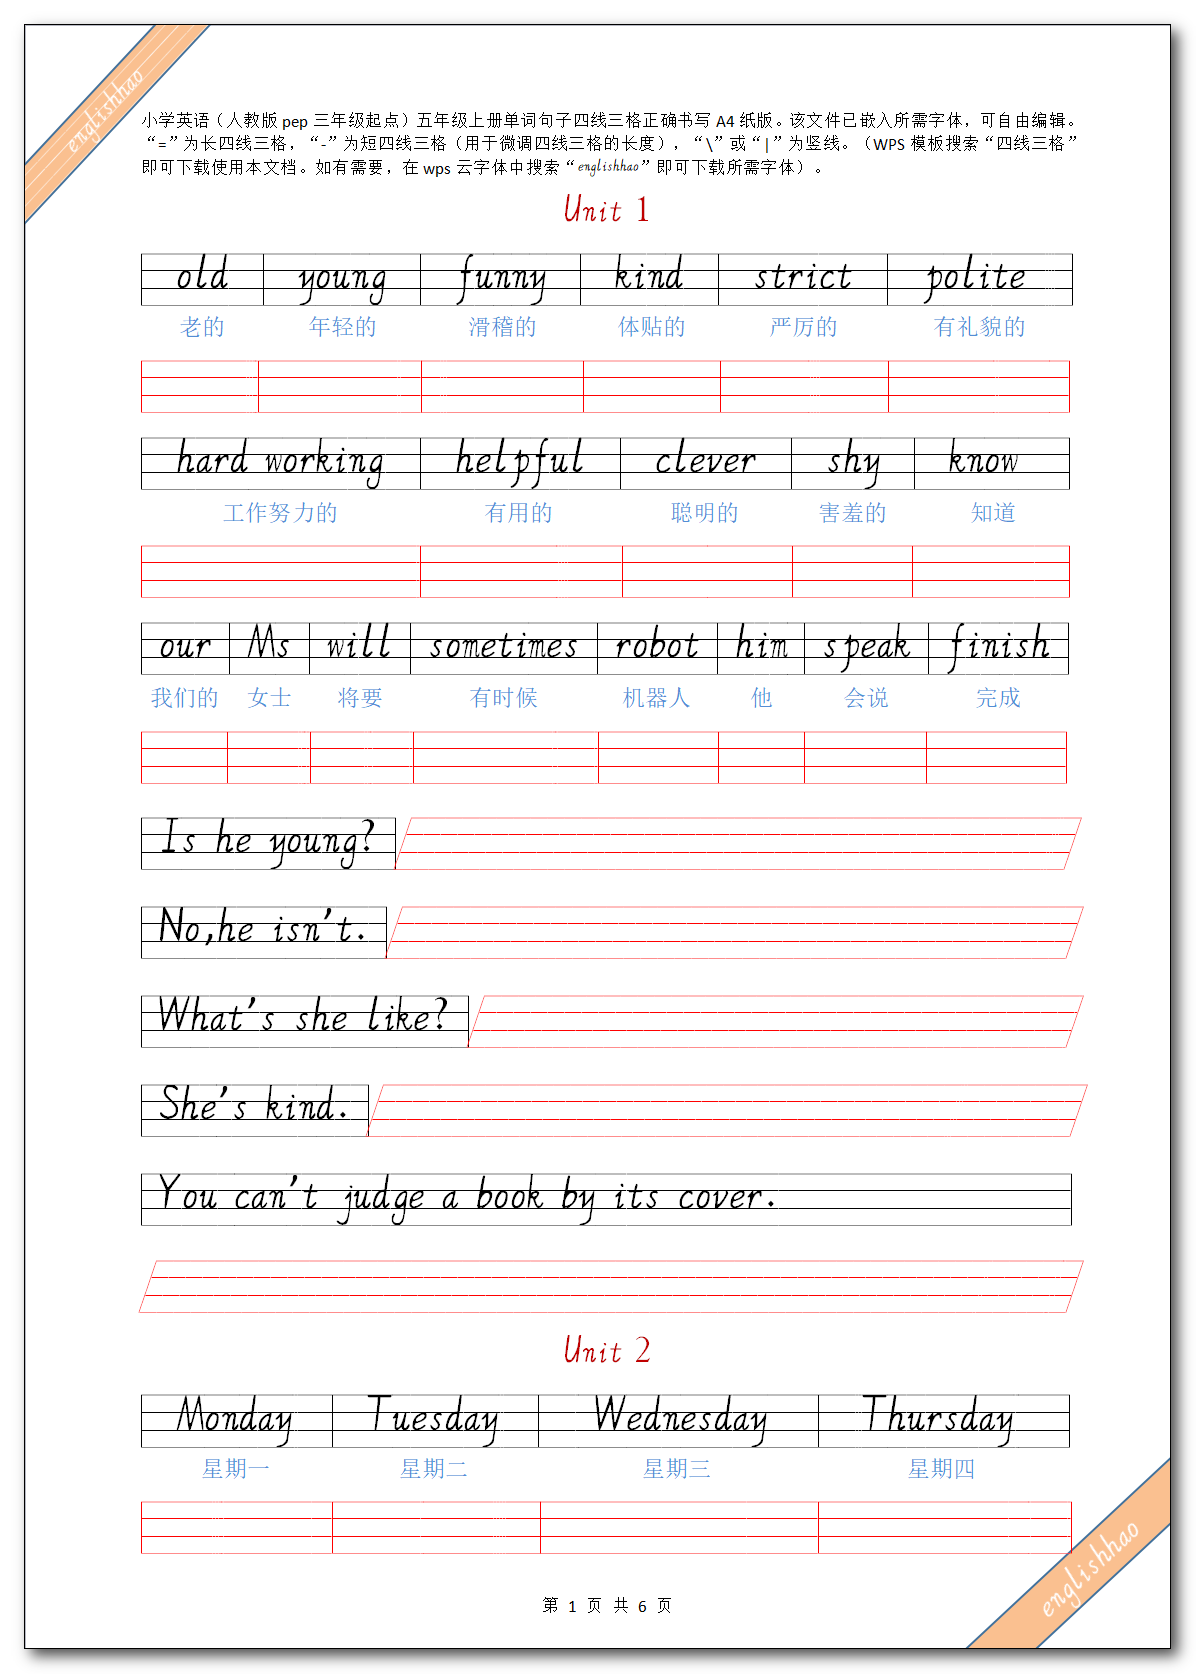 englishhao
小学英语（人教版 pep 三年级起点）五年级上册单词句子四线三格正确书写 A4 纸版。该文件已嵌入所需字体，可自由编辑。
“=”为长四线三格，“-”为短四线三格（用于微调四线三格的长度），“\”或“|”为竖线。（WPS 模板搜索“四线三格”
即可下载使用本文档。如有需要，在 wps 云字体中搜索“englishhao”即可下载所需字体）。
Unit 1
old young funny kind strict polite
老的 年轻的 滑稽的 体贴的 严厉的 有礼貌的
hard working helpful clever shy know
工作努力的 有用的 聪明的 害羞的 知道
our Ms will sometimes robot him speak finish
我们的 女士 将要 有时候 机器人 他 会说 完成
Is he young?
No,he isn't.
What's she like?
She's kind.
You can't judge a book by its cover.
Unit 2
Monday Tuesday Wednesday Thursday
星期一 星期二 星期三 星期四
englishhao
第 1 页 共 6 页